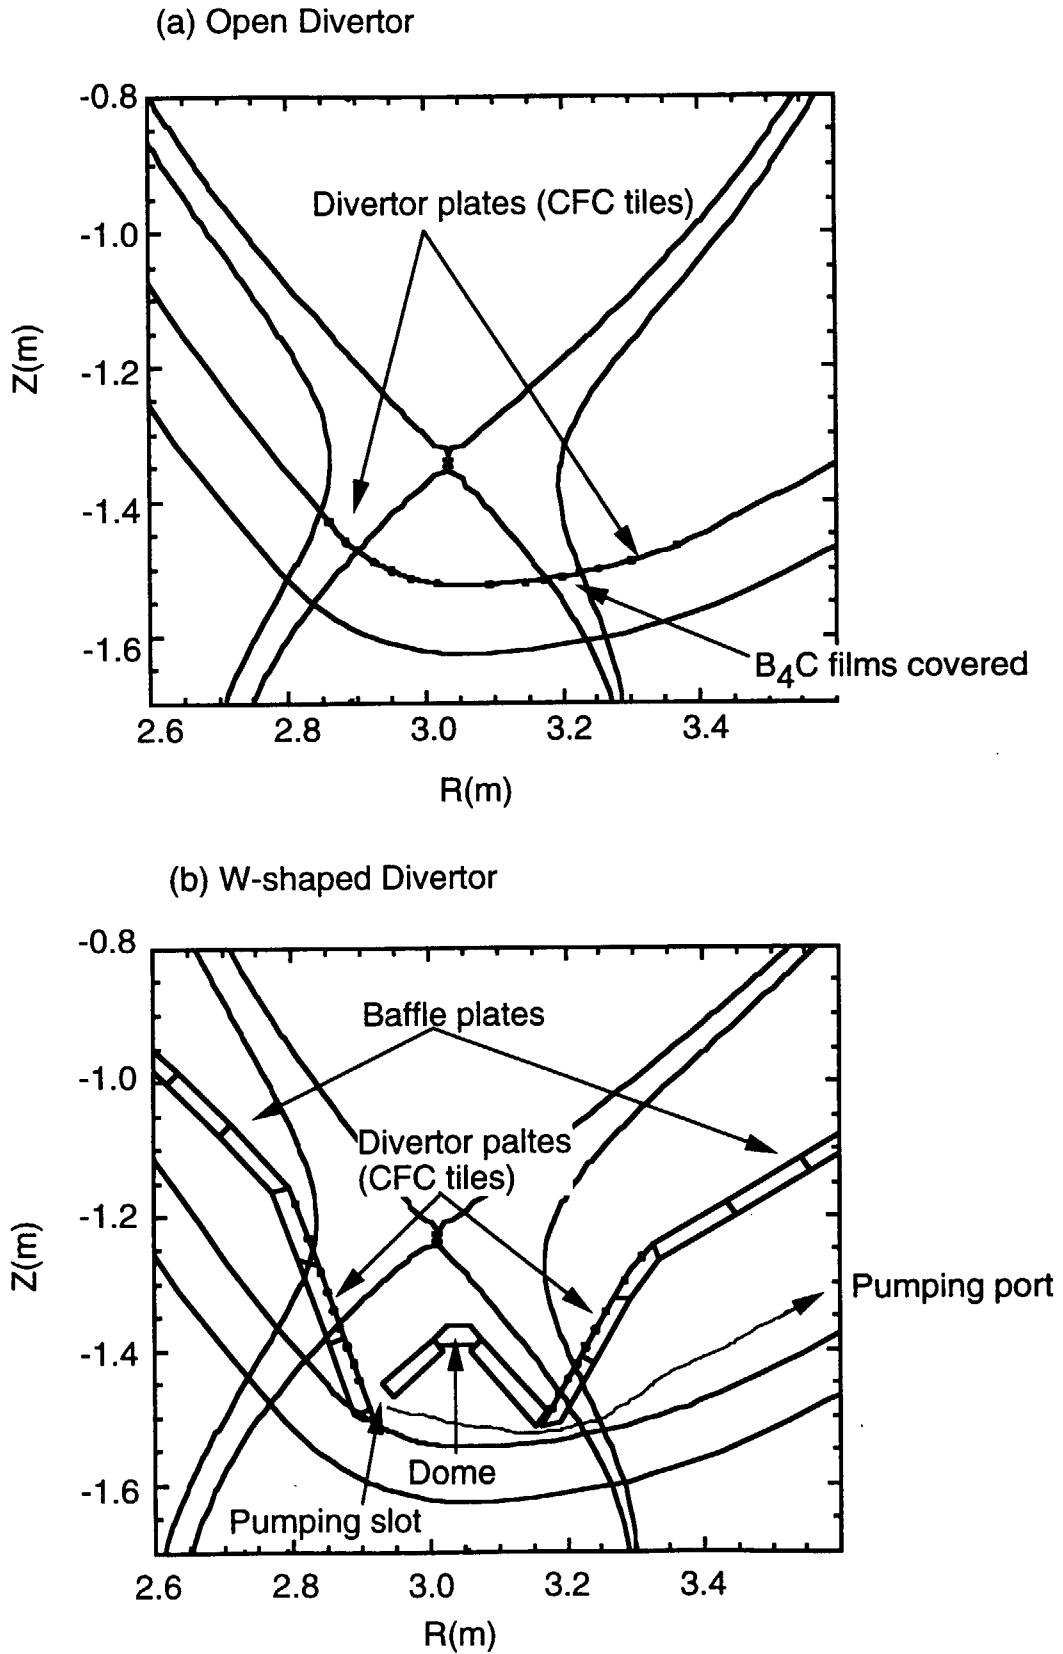 (a) Open Divertor
-0.8
Divertor plates (CFC tiles)
-1.0
Z(m)
-1.2
-1.4
-1.6
B4C films covered
2.6 2.8 3.0 3.2 3.4
R(m)
(b) W-shaped Divertor
-0.8
Baffle plates
-1.0
Divertor paltes
(CFC tiles)
-1.2
Z(m)
Pumping port
-1.4
Dome
-1.6
Pumping slot
2.6 2.8 3.0 3.2 3.4
R(m)